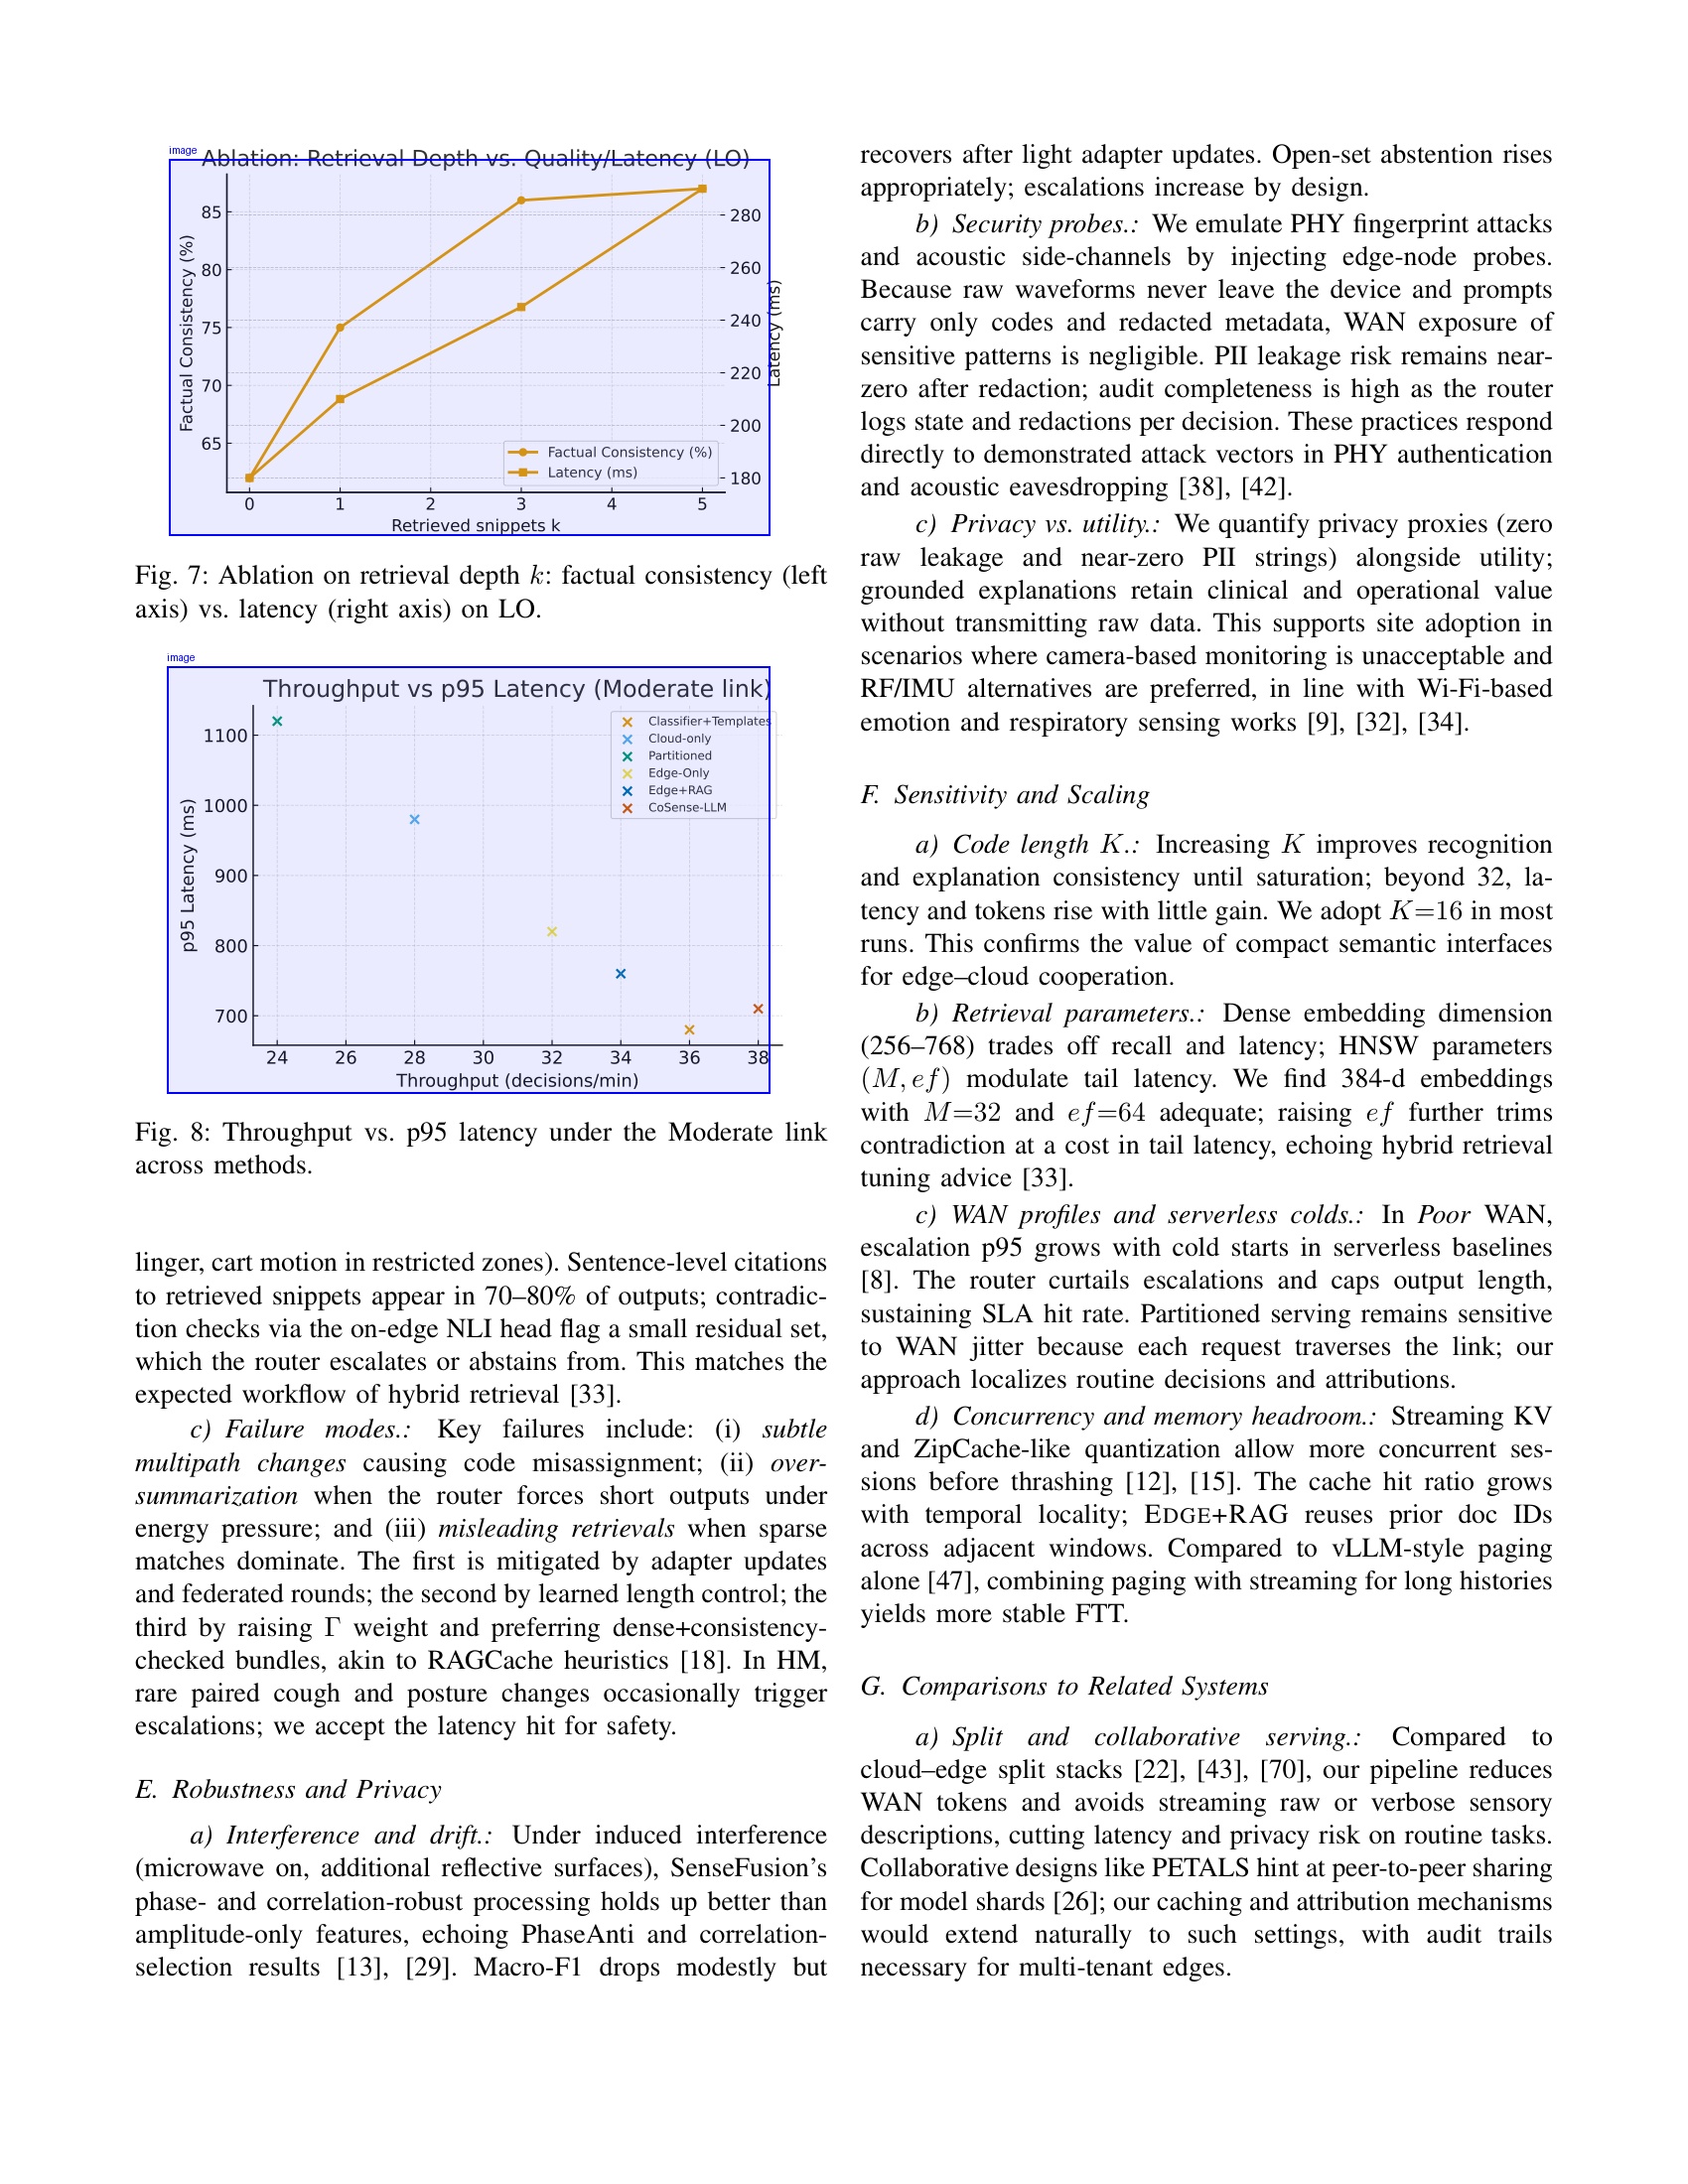 image
Ablation: Retrieval Depth vs. Quality/Latency (LO)
85
80
75
70
65
Factual Consistency (%)
280
260
240
220
200
180
Latency (ms)
Factual Consistency (%)
Latency (ms)
0 1 2 3 4 5
Retrieved snippets k
Fig. 7: Ablation on retrieval depth k: factual consistency (left
axis) vs. latency (right axis) on LO.
image
Throughput vs p95 Latency (Moderate link)
1100
1000
900
800
700
p95 Latency (ms)
Classifier+Templates
Cloud-only
Partitioned
Edge-Only
Edge+RAG
CoSense-LLM
24 26 28 30 32 34 36 38
Throughput (decisions/min)
Fig. 8: Throughput vs. p95 latency under the Moderate link
across methods.
linger, cart motion in restricted zones). Sentence-level citations
to retrieved snippets appear in 70–80% of outputs; contradic-
tion checks via the on-edge NLI head flag a small residual set,
which the router escalates or abstains from. This matches the
expected workflow of hybrid retrieval [33].
c) Failure modes.: Key failures include: (i) subtle
multipath changes causing code misassignment; (ii) over-
summarization when the router forces short outputs under
energy pressure; and (iii) misleading retrievals when sparse
matches dominate. The first is mitigated by adapter updates
and federated rounds; the second by learned length control; the
third by raising Γ weight and preferring dense+consistency-
checked bundles, akin to RAGCache heuristics [18]. In HM,
rare paired cough and posture changes occasionally trigger
escalations; we accept the latency hit for safety.
E. Robustness and Privacy
a) Interference and drift.: Under induced interference
(microwave on, additional reflective surfaces), SenseFusion's
phase- and correlation-robust processing holds up better than
amplitude-only features, echoing PhaseAnti and correlation-
selection results [13], [29]. Macro-F1 drops modestly but
recovers after light adapter updates. Open-set abstention rises
appropriately; escalations increase by design.
b) Security probes.: We emulate PHY fingerprint attacks
and acoustic side-channels by injecting edge-node probes.
Because raw waveforms never leave the device and prompts
carry only codes and redacted metadata, WAN exposure of
sensitive patterns is negligible. PII leakage risk remains near-
zero after redaction; audit completeness is high as the router
logs state and redactions per decision. These practices respond
directly to demonstrated attack vectors in PHY authentication
and acoustic eavesdropping [38], [42].
c) Privacy vs. utility.: We quantify privacy proxies (zero
raw leakage and near-zero PII strings) alongside utility;
grounded explanations retain clinical and operational value
without transmitting raw data. This supports site adoption in
scenarios where camera-based monitoring is unacceptable and
RF/IMU alternatives are preferred, in line with Wi-Fi-based
emotion and respiratory sensing works [9], [32], [34].
F. Sensitivity and Scaling
a) Code length K.: Increasing K improves recognition
and explanation consistency until saturation; beyond 32, la-
tency and tokens rise with little gain. We adopt K=16 in most
runs. This confirms the value of compact semantic interfaces
for edge–cloud cooperation.
b) Retrieval parameters.: Dense embedding dimension
(256–768) trades off recall and latency; HNSW parameters
(M, ef) modulate tail latency. We find 384-d embeddings
with M=32 and ef=64 adequate; raising ef further trims
contradiction at a cost in tail latency, echoing hybrid retrieval
tuning advice [33].
c) WAN profiles and serverless colds.: In Poor WAN,
escalation p95 grows with cold starts in serverless baselines
[8]. The router curtails escalations and caps output length,
sustaining SLA hit rate. Partitioned serving remains sensitive
to WAN jitter because each request traverses the link; our
approach localizes routine decisions and attributions.
d) Concurrency and memory headroom.: Streaming KV
and ZipCache-like quantization allow more concurrent ses-
sions before thrashing [12], [15]. The cache hit ratio grows
with temporal locality; EDGE+RAG reuses prior doc IDs
across adjacent windows. Compared to vLLM-style paging
alone [47], combining paging with streaming for long histories
yields more stable FTT.
G. Comparisons to Related Systems
a) Split and collaborative serving.: Compared to
cloud–edge split stacks [22], [43], [70], our pipeline reduces
WAN tokens and avoids streaming raw or verbose sensory
descriptions, cutting latency and privacy risk on routine tasks.
Collaborative designs like PETALS hint at peer-to-peer sharing
for model shards [26]; our caching and attribution mechanisms
would extend naturally to such settings, with audit trails
necessary for multi-tenant edges.